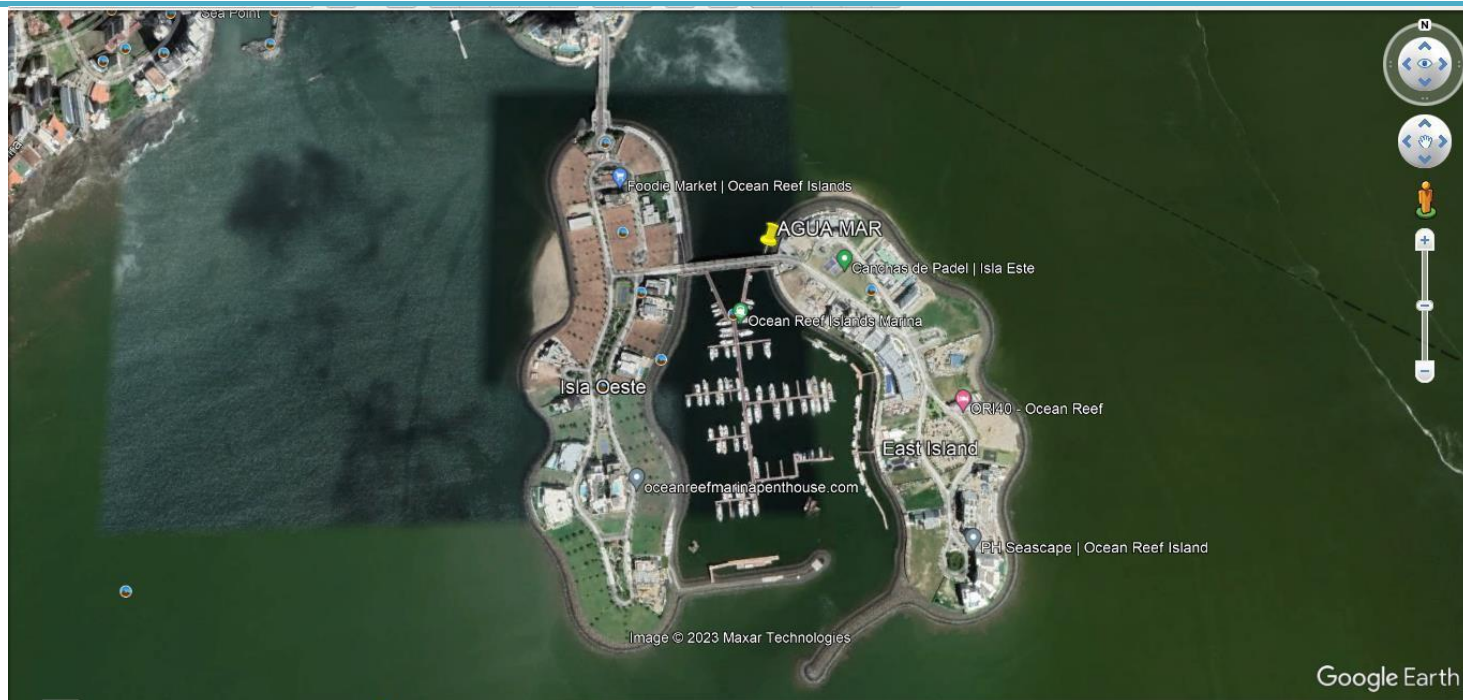 Sea Point
N
Foodie Market | Ocean Reef Islands
AGUA MAR
Canchas de Padel | Isla Este
Ocean Reef Islands Marina
Isla Oeste
ORI40 - Ocean Reef
East Island
oceanreefmarinapenthouse.com
PH Seascape | Ocean Reef Island
Image © 2023 Maxar Technologies
Google Earth